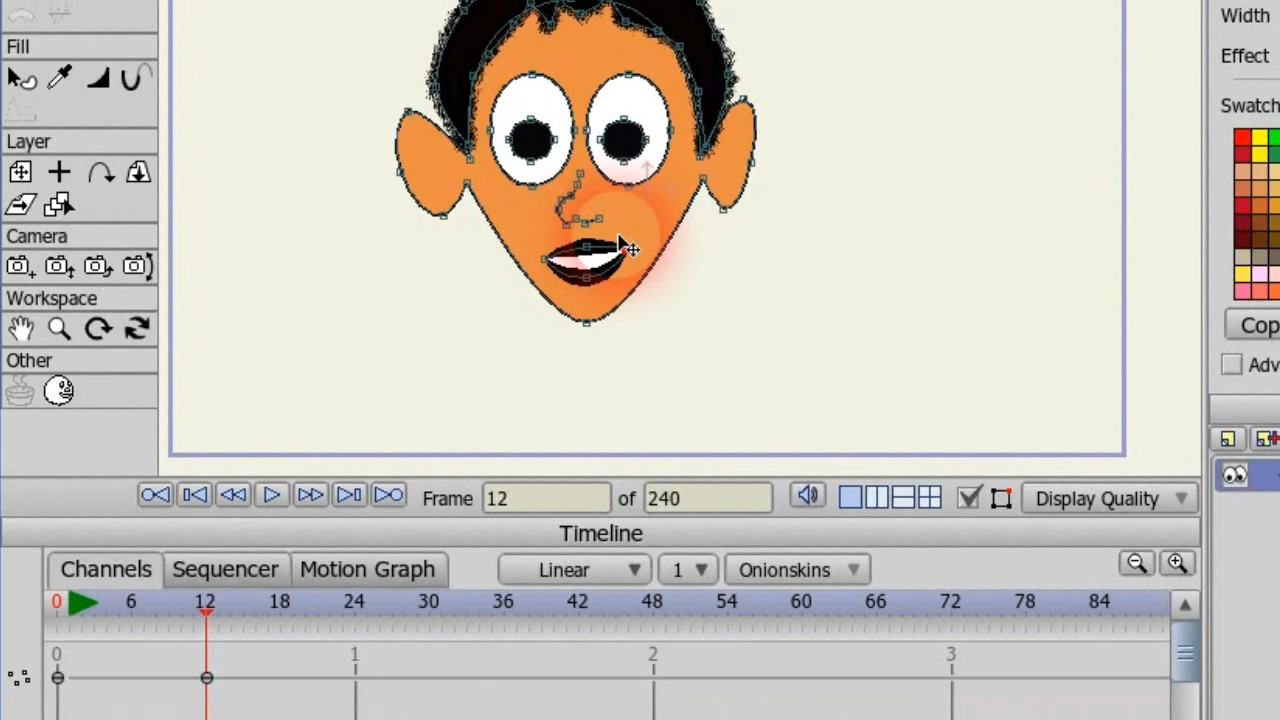 Width
Fill
Effect
Swatch
Layer
Camera
Workspace
Cop
Other
Adv
Frame 12 of 240 Display Quality
Timeline
Channels Sequencer Motion Graph Linear 1 Onionskins
0 6 12 18 24 30 36 42 48 54 60 66 72 78 84
0 1 2 3